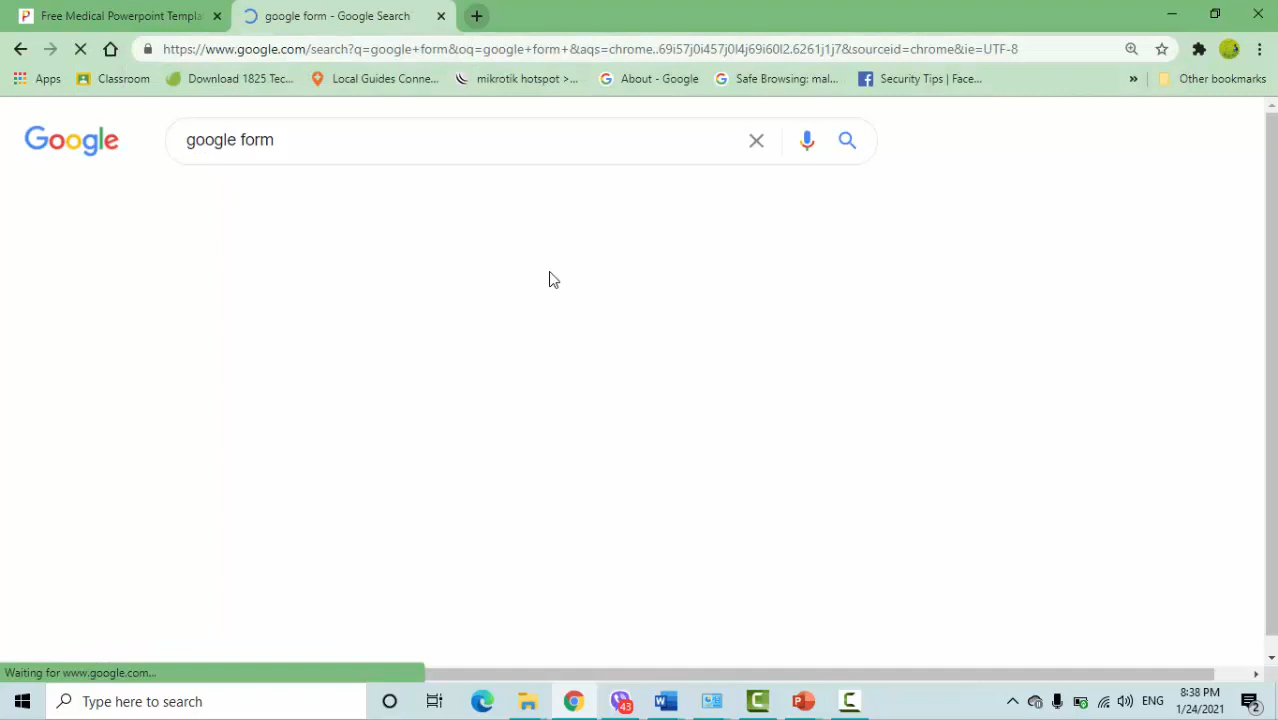 Free Medical Powerpoint Templa
google form - Google Search
https://www.google.com/search?q=google+form&oq=google+form+&aqs=chrome..69i57j0i457j0l4j69i60l2.6261j1j7&sourceid=chrome&ie=UTF-8
Apps Classroom Download 1825 Tec... Local Guides Conne... mikrotik hotspot >... About - Google Safe Browsing: mal... Security Tips | Face... » Other bookmarks
Google google form
Waiting for www.google.com...
8:38 PM
Type here to search 43 ENG
1/24/2021 2